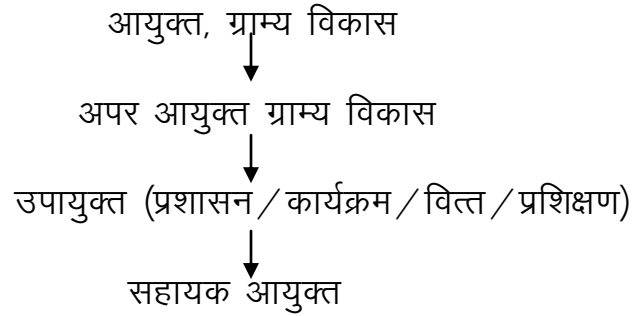 आयुक्त, ग्राम्य विकास
अपर आयुक्त ग्राम्य विकास
उपायुक्त (प्रशासन/कार्यक्रम/वित्त/प्रशिक्षण)
सहायक आयुक्त